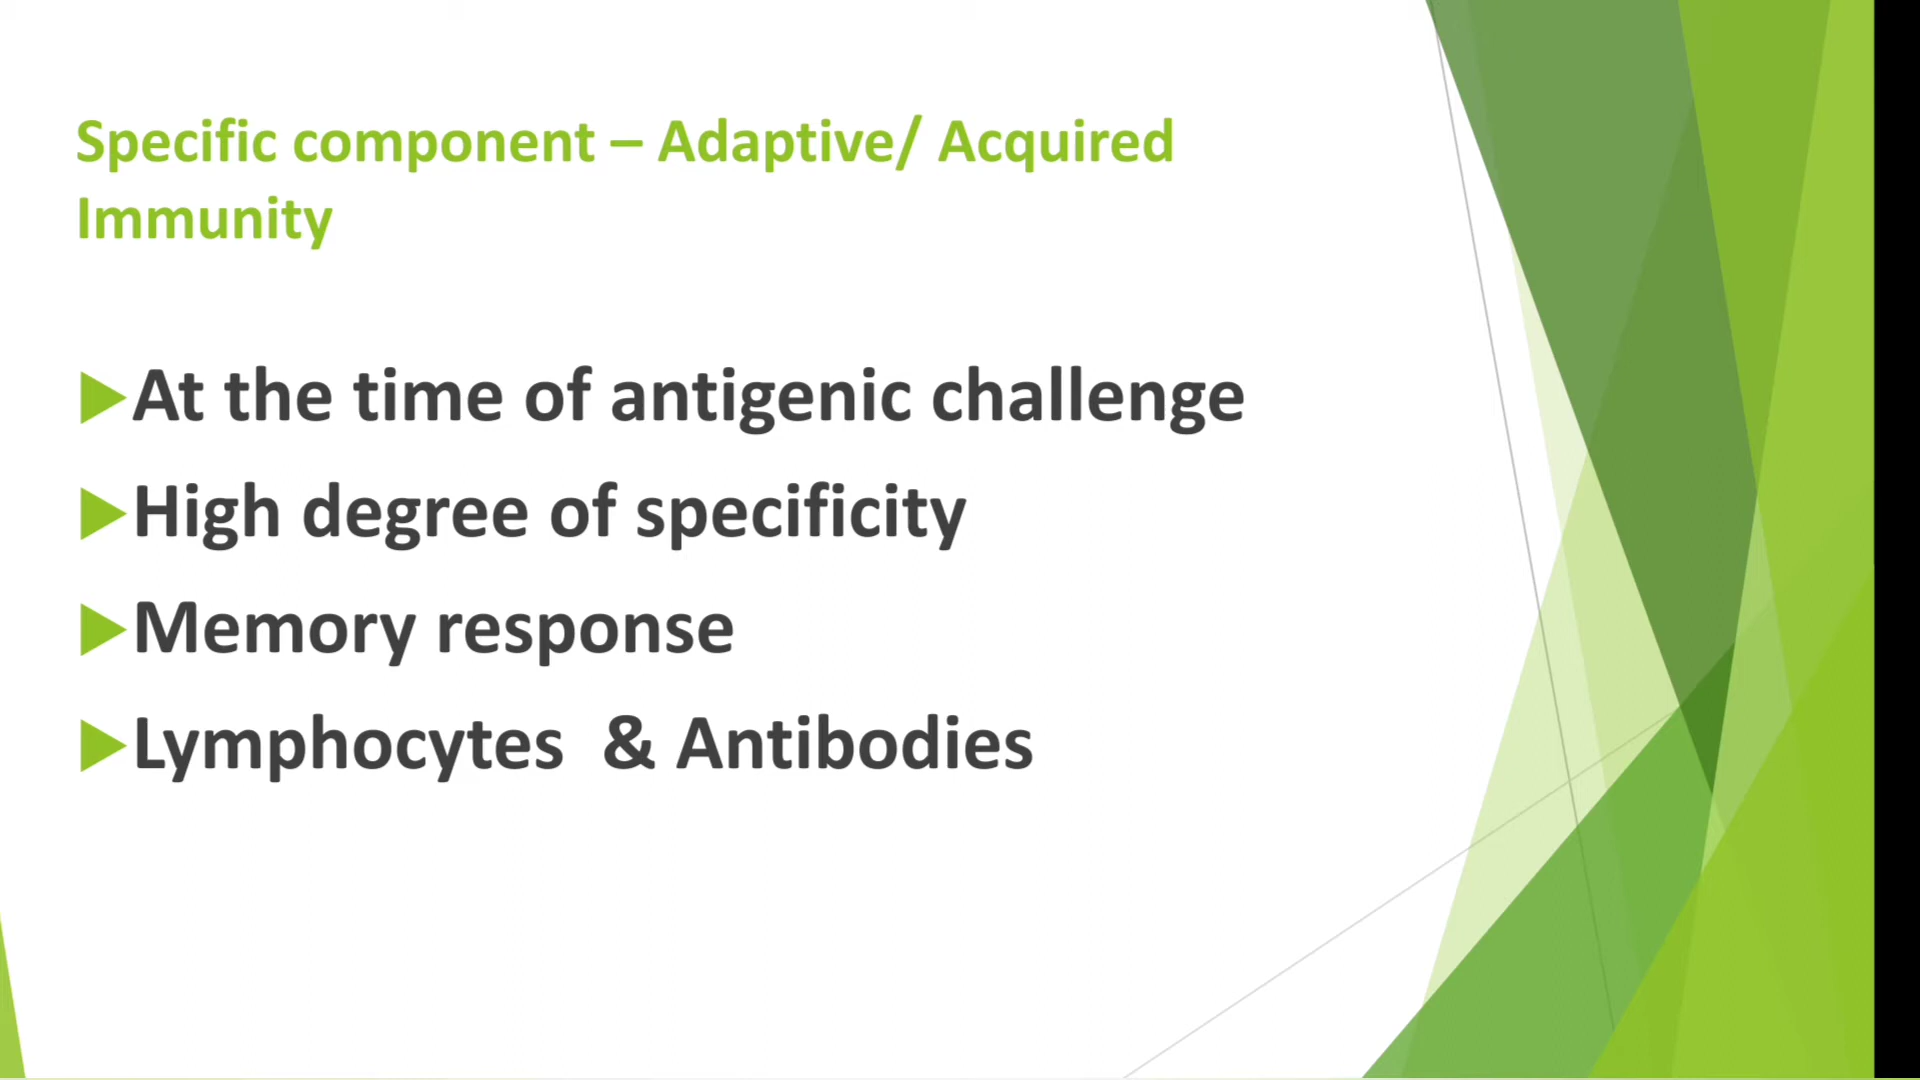 Specific component – Adaptive/ Acquired
Immunity
At the time of antigenic challenge
High degree of specificity
Memory response
Lymphocytes  & Antibodies